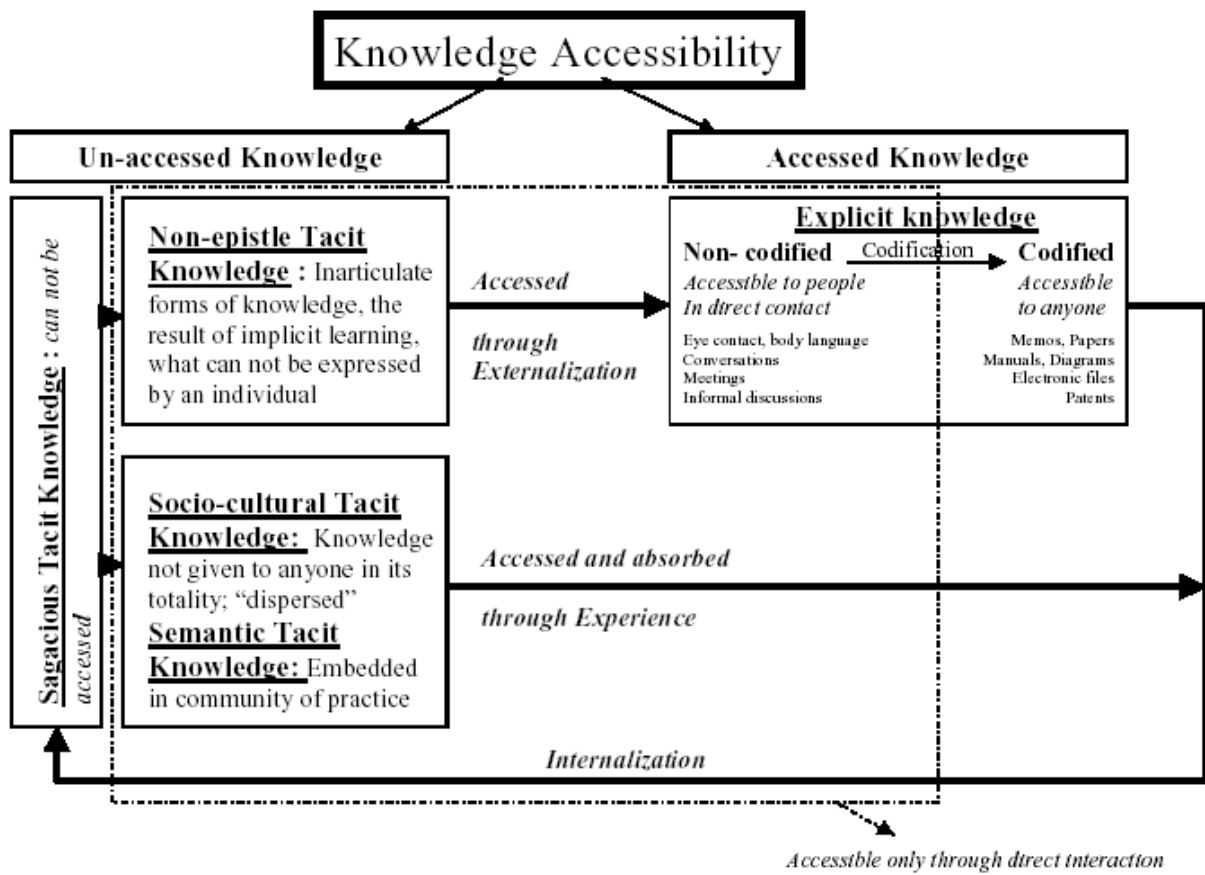 Knowledge Accessibility
Un-accessed Knowledge
Accessed Knowledge
Sagacious Tacit Knowledge : can not be
accessed
Non-epistle Tacit
Knowledge : Inarticulate
forms of knowledge, the
result of implicit learning,
what can not be expressed
by an individual
Accessed
through
Externalization
Explicit knowledge
Non- codified
Codification
Codified
Accessible to people
In direct contact
Accessible
to anyone
Eye contact, body language
Conversations
Meetings
Informal discussions
Memos, Papers
Manuals, Diagrams
Electronic files
Patents
Socio-cultural Tacit
Knowledge: Knowledge
not given to anyone in its
totality; “dispersed”
Semantic Tacit
Knowledge: Embedded
in community of practice
Accessed and absorbed
through Experience
Internalization
Accessible only through direct interaction